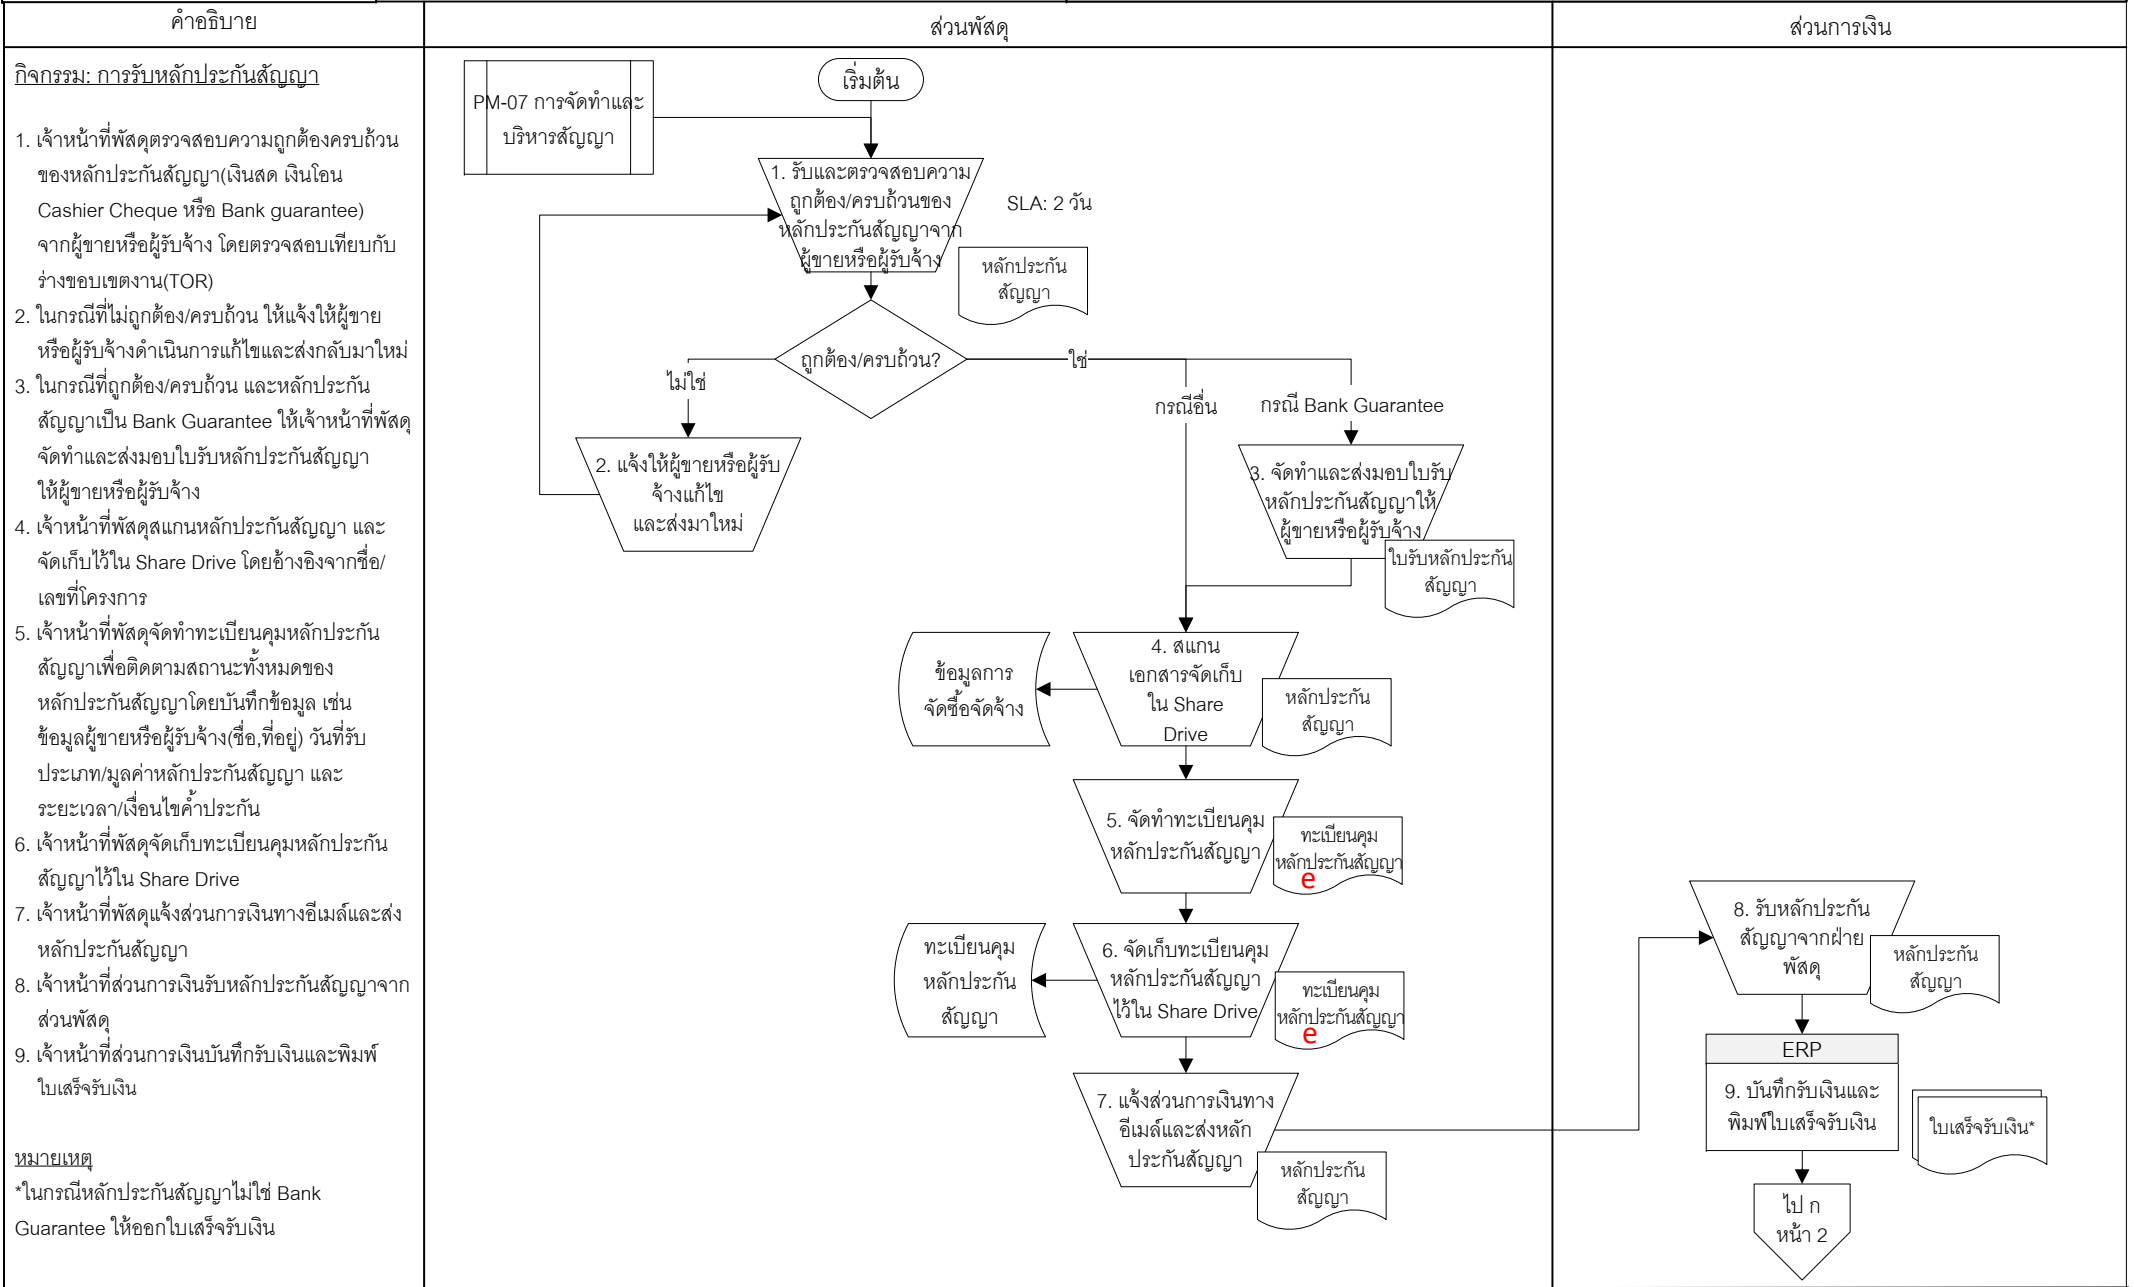 คำอธิบาย
ส่วนพัสดุ
ส่วนการเงิน
กิจกรรม: การรับหลักประกันสัญญา
1. เจ้าหน้าที่พัสดุตรวจสอบความถูกต้องครบถ้วน
ของหลักประกันสัญญา(เงินสด เงินโอน
Cashier Cheque หรือ Bank guarantee)
จากผู้ขายหรือผู้รับจ้าง โดยตรวจสอบเทียบกับ
ร่างขอบเขตงาน(TOR)
2. ในกรณีที่ไม่ถูกต้อง/ครบถ้วน ให้แจ้งให้ผู้ขาย
หรือผู้รับจ้างดำเนินการแก้ไขและส่งกลับมาใหม่
3. ในกรณีที่ถูกต้อง/ครบถ้วน และหลักประกัน
สัญญาเป็น Bank Guarantee ให้เจ้าหน้าที่พัสดุ
จัดทำและส่งมอบใบรับหลักประกันสัญญา
ให้ผู้ขายหรือผู้รับจ้าง
4. เจ้าหน้าที่พัสดุสแกนหลักประกันสัญญา และ
จัดเก็บไว้ใน Share Drive โดยอ้างอิงจากชื่อ/
เลขที่โครงการ
5. เจ้าหน้าที่พัสดุจัดทำทะเบียนคุมหลักประกัน
สัญญาเพื่อติดตามสถานะทั้งหมดของ
หลักประกันสัญญาโดยบันทึกข้อมูล เช่น
ข้อมูลผู้ขายหรือผู้รับจ้าง(ชื่อ,ที่อยู่) วันที่รับ
ประเภท/มูลค่าหลักประกันสัญญา และ
ระยะเวลา/เงื่อนไขค้ำประกัน
6. เจ้าหน้าที่พัสดุจัดเก็บทะเบียนคุมหลักประกัน
สัญญาไว้ใน Share Drive
7. เจ้าหน้าที่พัสดุแจ้งส่วนการเงินทางอีเมล์และส่ง
หลักประกันสัญญา
8. เจ้าหน้าที่ส่วนการเงินรับหลักประกันสัญญาจาก
ส่วนพัสดุ
9. เจ้าหน้าที่ส่วนการเงินบันทึกรับเงินและพิมพ์
ใบเสร็จรับเงิน
หมายเหตุ
*ในกรณีหลักประกันสัญญาไม่ใช่ Bank
Guarantee ให้ออกใบเสร็จรับเงิน
PM-07 การจัดทำและ
บริหารสัญญา
เริ่มต้น
1. รับและตรวจสอบความ
ถูกต้อง/ครบถ้วนของ
หลักประกันสัญญาจาก
ผู้ขายหรือผู้รับจ้าง
SLA: 2 วัน
หลักประกัน
สัญญา
ถูกต้อง/ครบถ้วน?
ไม่ใช่
ใช่
กรณีอื่น
กรณี Bank Guarantee
2. แจ้งให้ผู้ขายหรือผู้รับ
จ้างแก้ไข
และส่งมาใหม่
3. จัดทำและส่งมอบใบรับ
หลักประกันสัญญาให้
ผู้ขายหรือผู้รับจ้าง
ใบรับหลักประกัน
สัญญา
ข้อมูลการ
จัดซื้อจัดจ้าง
4. สแกน
เอกสารจัดเก็บ
ใน Share
Drive
หลักประกัน
สัญญา
5. จัดทำทะเบียนคุม
หลักประกันสัญญา
ทะเบียนคุม
หลักประกันสัญญา
e
ทะเบียนคุม
หลักประกัน
สัญญา
6. จัดเก็บทะเบียนคุม
หลักประกันสัญญา
ไว้ใน Share Drive
ทะเบียนคุม
หลักประกันสัญญา
e
7. แจ้งส่วนการเงินทาง
อีเมล์และส่งหลัก
ประกันสัญญา
หลักประกัน
สัญญา
8. รับหลักประกัน
สัญญาจากฝ่าย
พัสดุ
หลักประกัน
สัญญา
ERP
9. บันทึกรับเงินและ
พิมพ์ใบเสร็จรับเงิน
ใบเสร็จรับเงิน*
ไป ก
หน้า 2